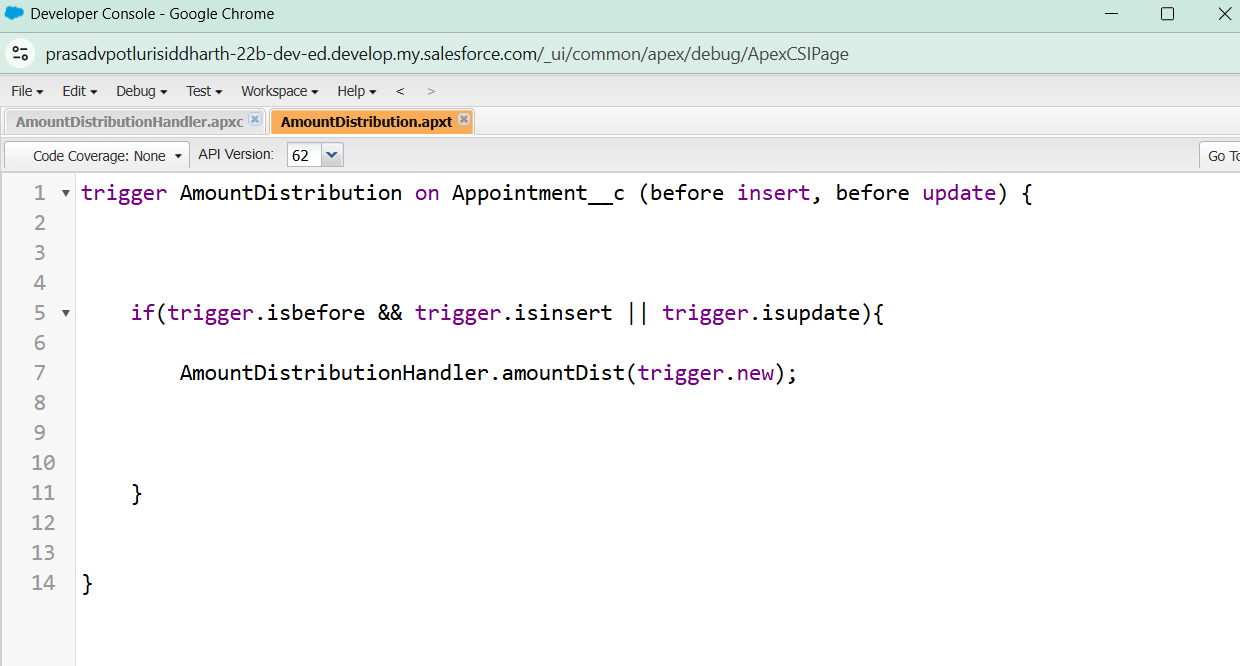 Developer Console - Google Chrome
prasadvpotlurisiddharth-22b-dev-ed.develop.my.salesforce.com/_ui/common/apex/debug/ApexCSIPage
File Edit Debug Test Workspace Help < >
AmountDistributionHandler.apxc AmountDistribution.apxt
Code Coverage: None API Version: 62 Go To
1 trigger AmountDistribution on Appointment__c (before insert, before update) {
2
3
4
5 if(trigger.isbefore && trigger.isinsert || trigger.isupdate){
6
7 AmountDistributionHandler.amountDist(trigger.new);
8
9
10
11 }
12
13
14 }